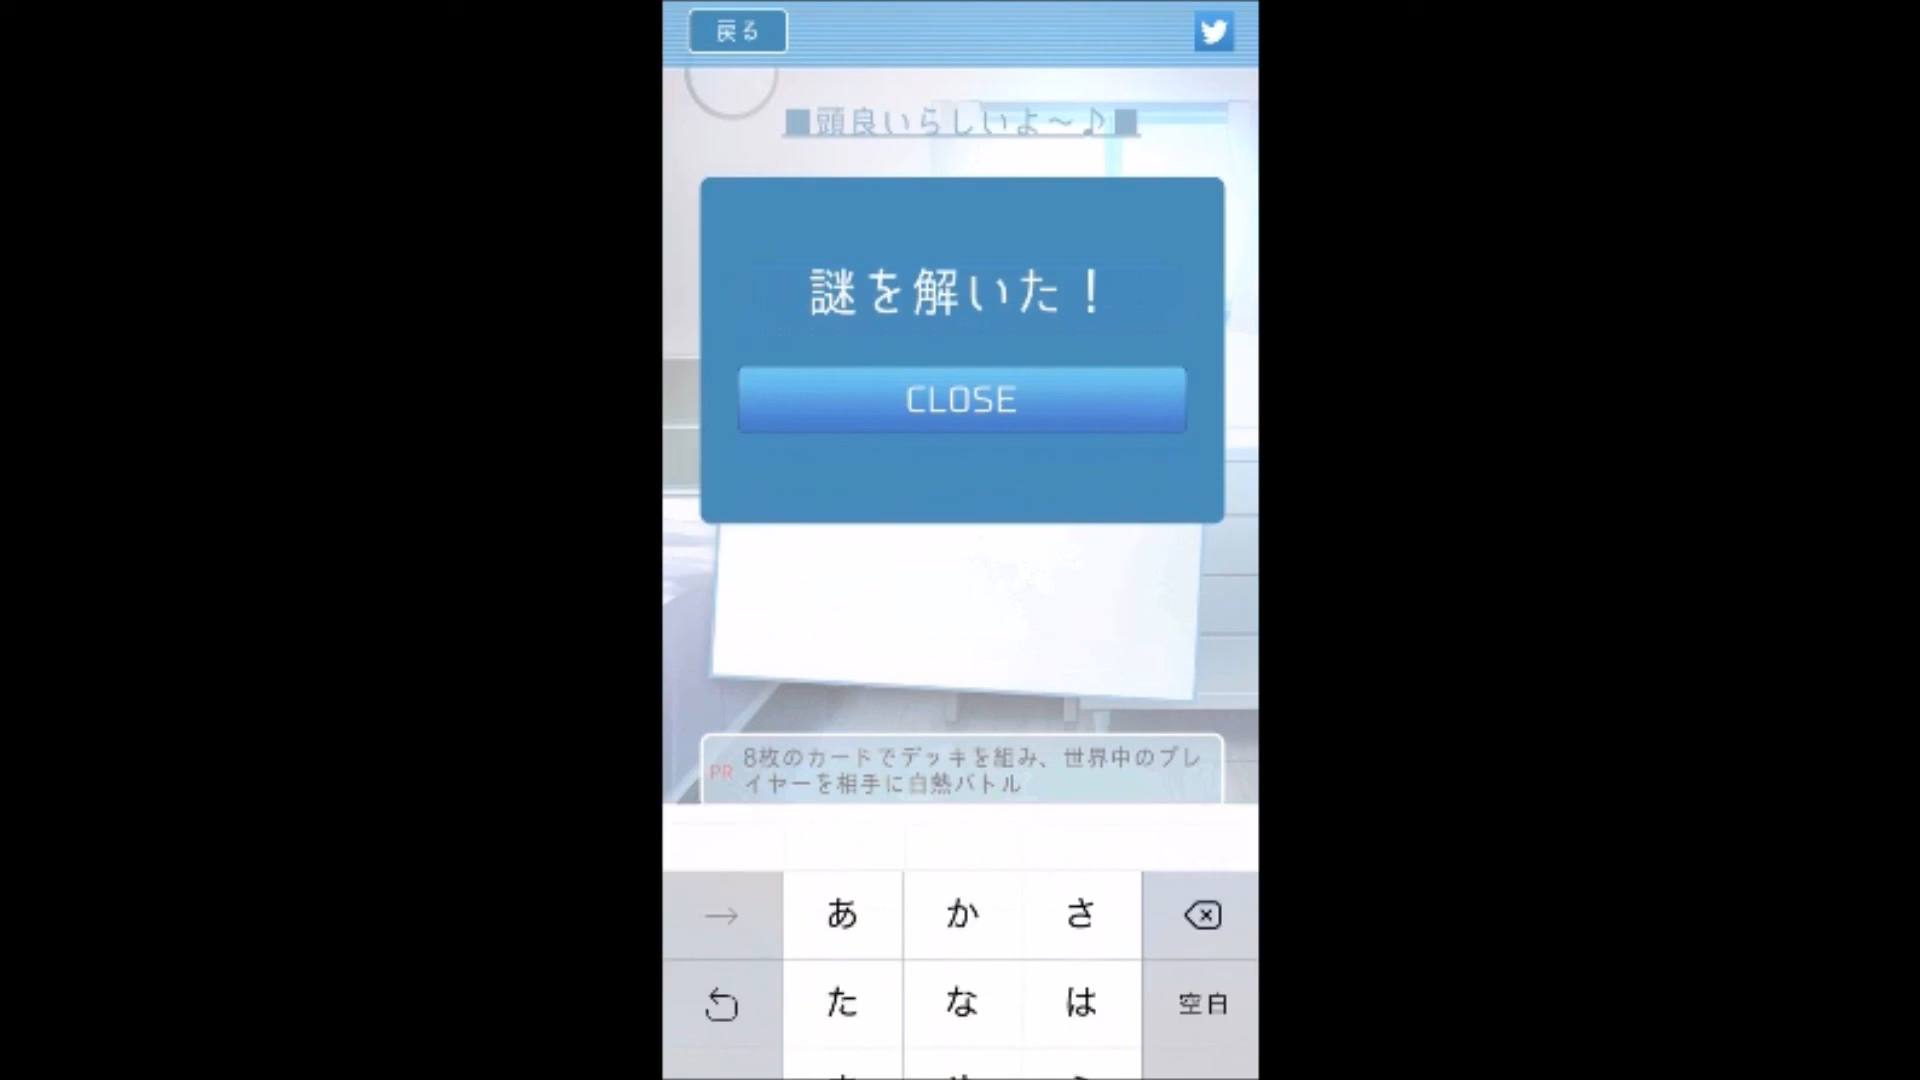 戻る
■頭良いらしいよ～♪■
謎を解いた！
CLOSE
PR
8枚のカードでデッキを組み、世界中のプレ
イヤーを相手に白熱バトル
→ あ か さ
た な は 空白